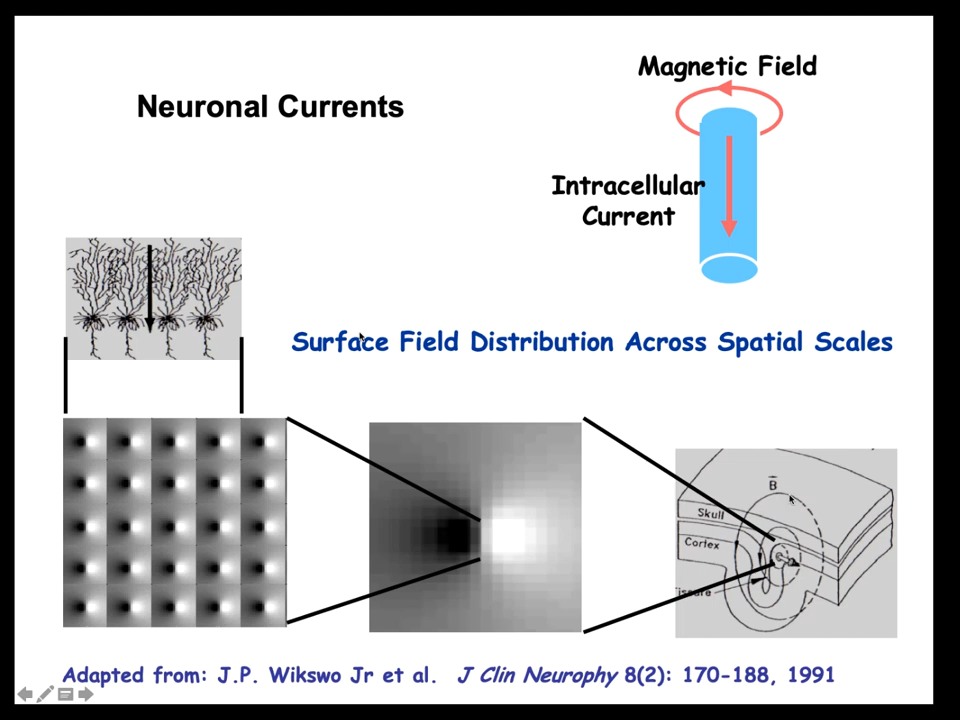 Magnetic Field
Neuronal Currents
Intracellular
Current
Surface Field Distribution Across Spatial Scales
B
Skull
Cortex
Adapted from: J.P. Wikswo Jr et al. J Clin Neurophy 8(2): 170-188, 1991